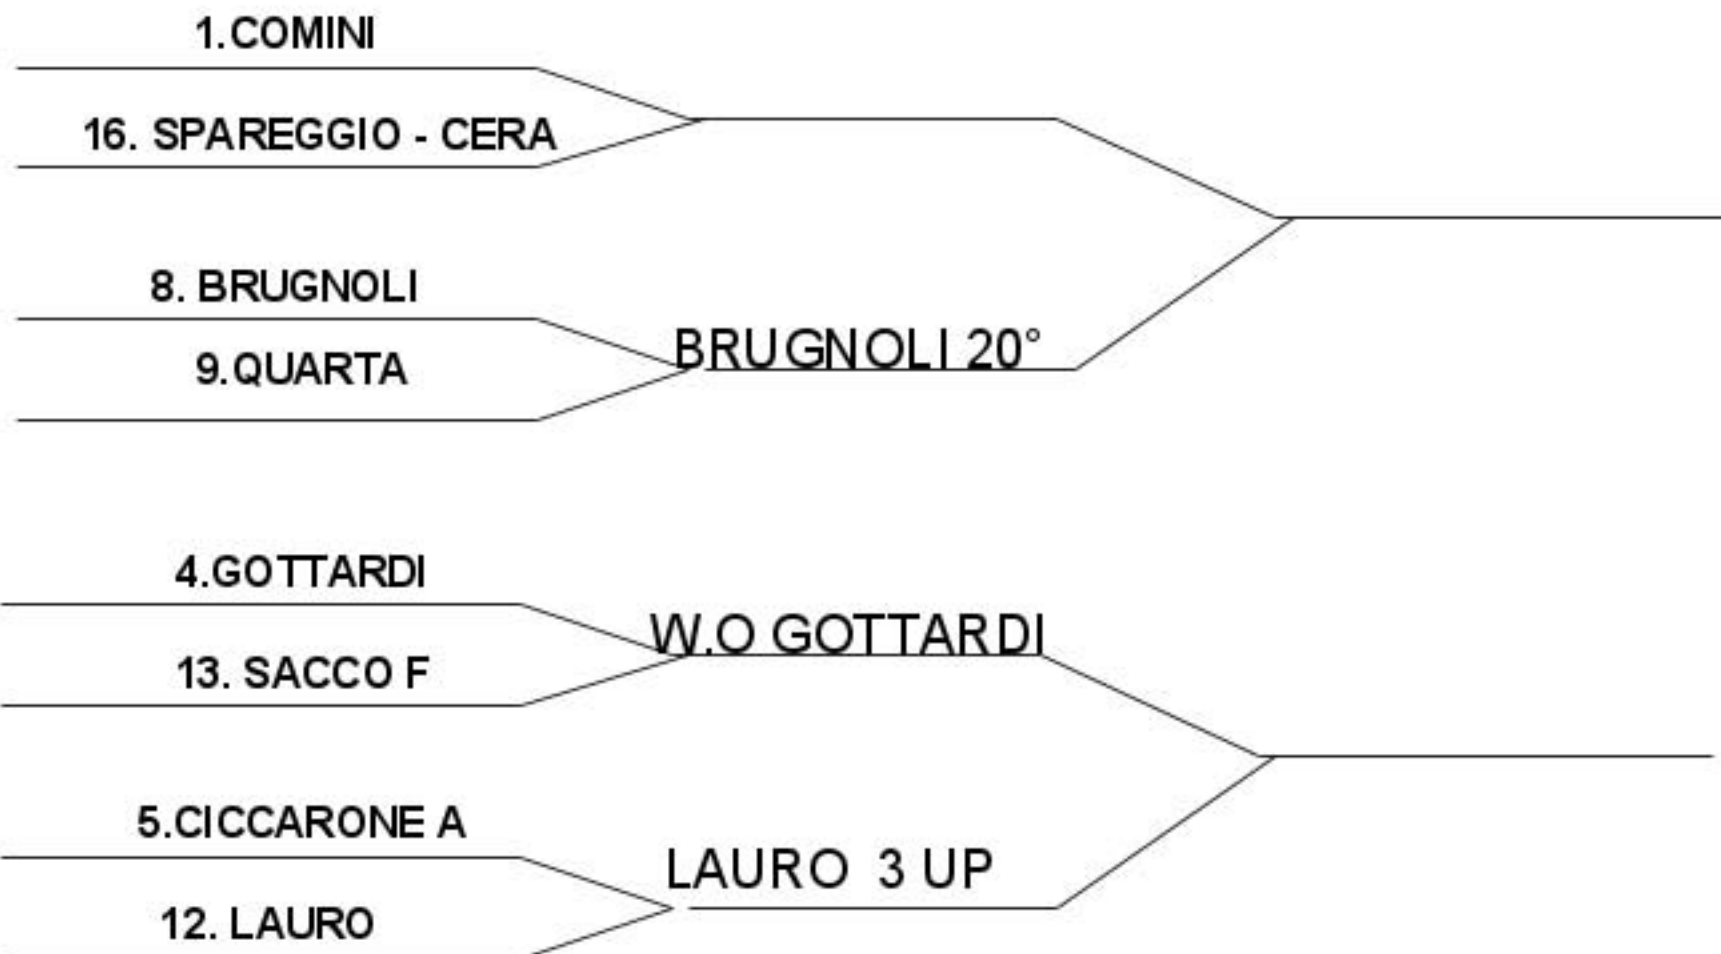 1.COMINI
16. SPAREGGIO - CERA
8. BRUGNOLI
BRUGNOLI 20°
9.QUARTA
4.GOTTARDI
W.O GOTTARDI
13. SACCO F
5.CICCARONE A
LAURO 3 UP
12. LAURO